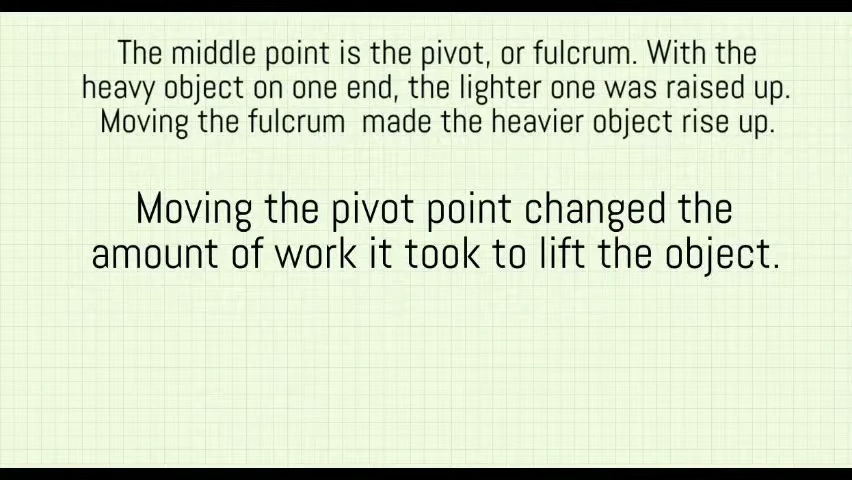 The middle point is the pivot, or fulcrum. With the
heavy object on one end, the lighter one was raised up.
Moving the fulcrum  made the heavier object rise up.
Moving the pivot point changed the
amount of work it took to lift the object.